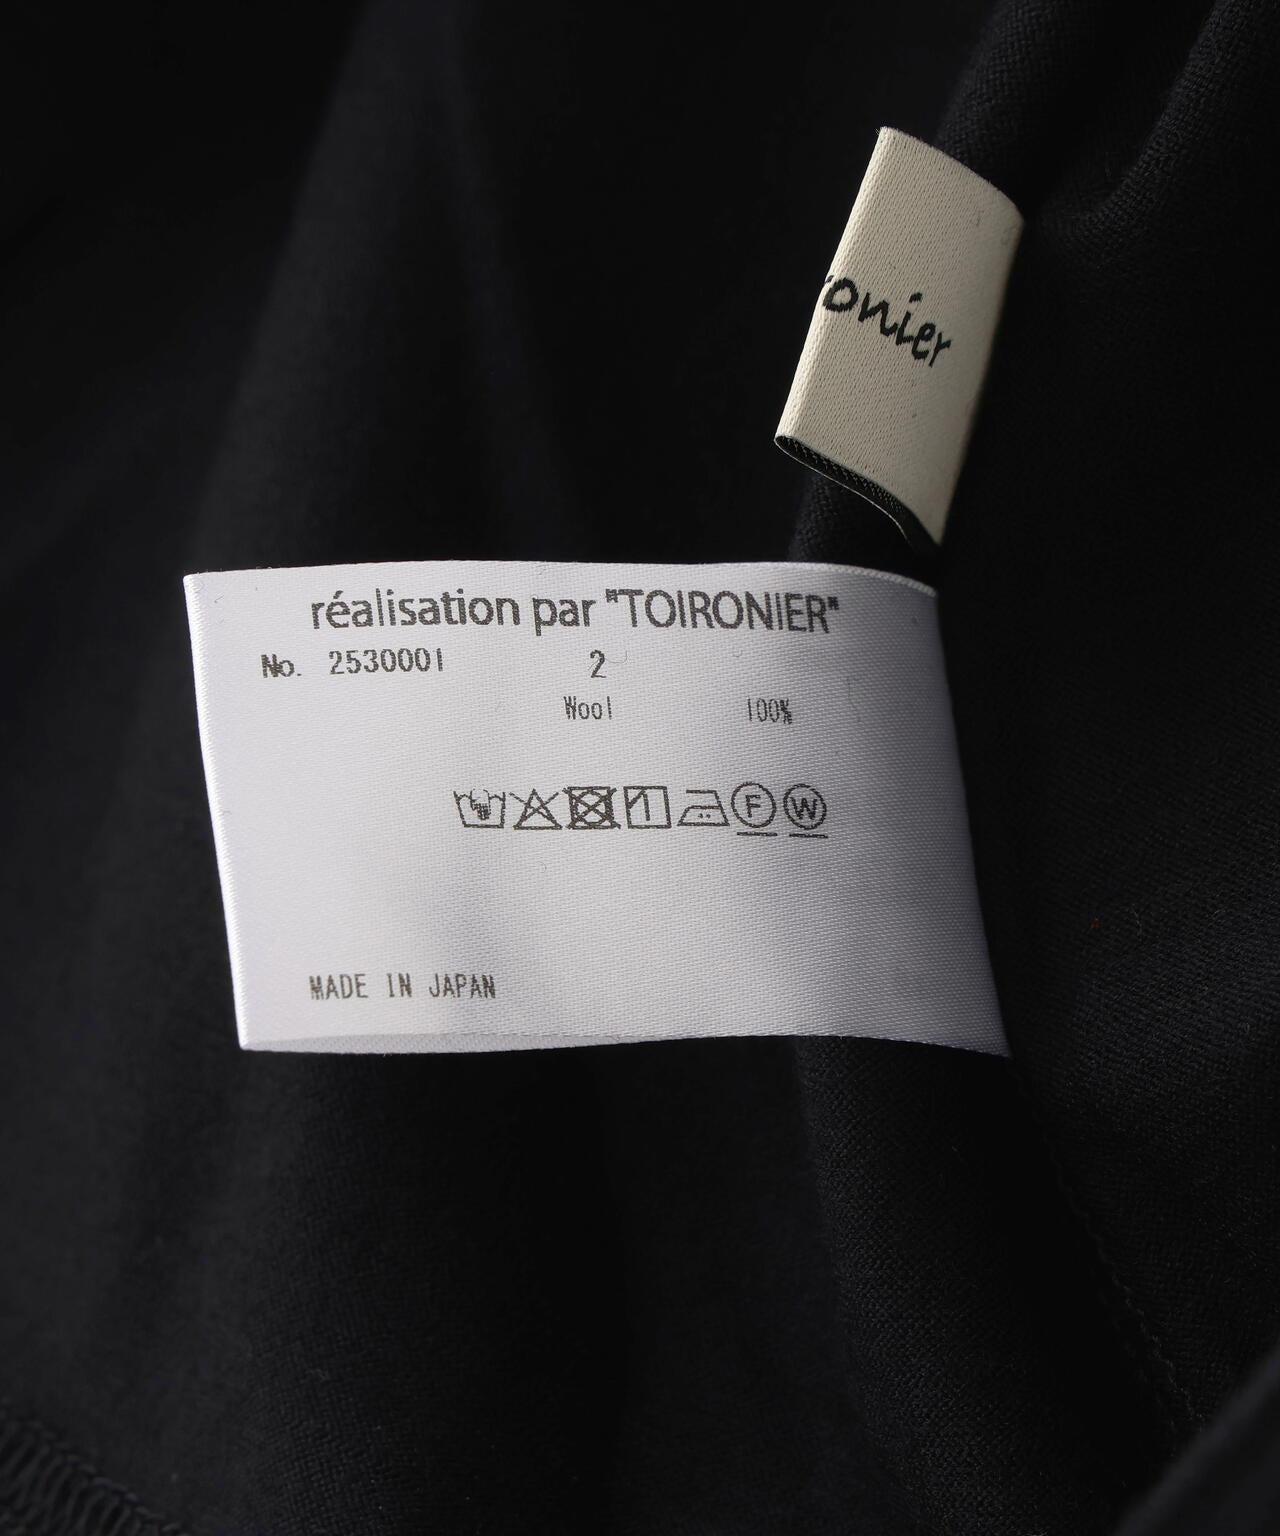 ronier
réalisation par "TOIRONIER"
No. 2530001 2
Wool 100%
F W
MADE IN JAPAN